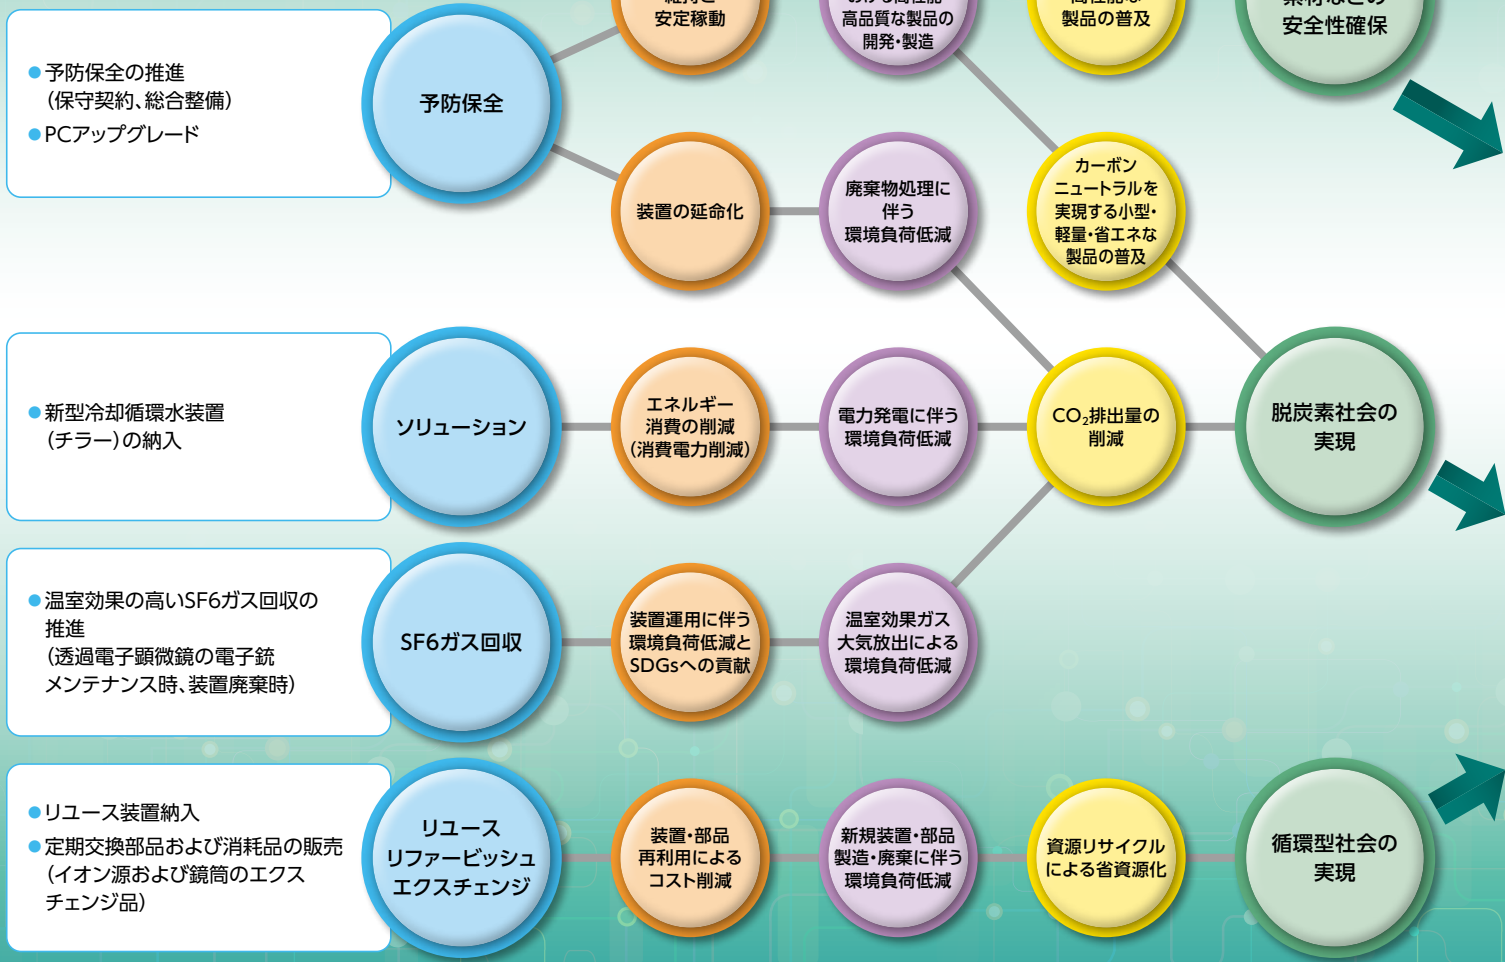 ●予防保全の推進
（保守契約、総合整備）
●PCアップグレード
予防保全
安定稼動
高品質な製品の
開発・製造
製品の普及
安全性確保
装置の延命化
廃棄物処理に
伴う
環境負荷低減
カーボン
ニュートラルを
実現する小型・
軽量・省エネな
製品の普及
●新型冷却循環水装置
（チラー）の納入
ソリューション
エネルギー
消費の削減
（消費電力削減）
電力発電に伴う
環境負荷低減
CO₂排出量の
削減
脱炭素社会の
実現
●温室効果の高いSF6ガス回収の
推進
（透過電子顕微鏡の電子銃
メンテナンス時、装置廃棄時）
SF6ガス回収
装置運用に伴う
環境負荷低減と
SDGsへの貢献
温室効果ガス
大気放出による
環境負荷低減
●リユース装置納入
●定期交換部品および消耗品の販売
（イオン源および鏡筒のエクス
チェンジ品）
リユース
リファービッシュ
エクスチェンジ
装置・部品
再利用による
コスト削減
新規装置・部品
製造・廃棄に伴う
環境負荷低減
資源リサイクル
による省資源化
循環型社会の
実現